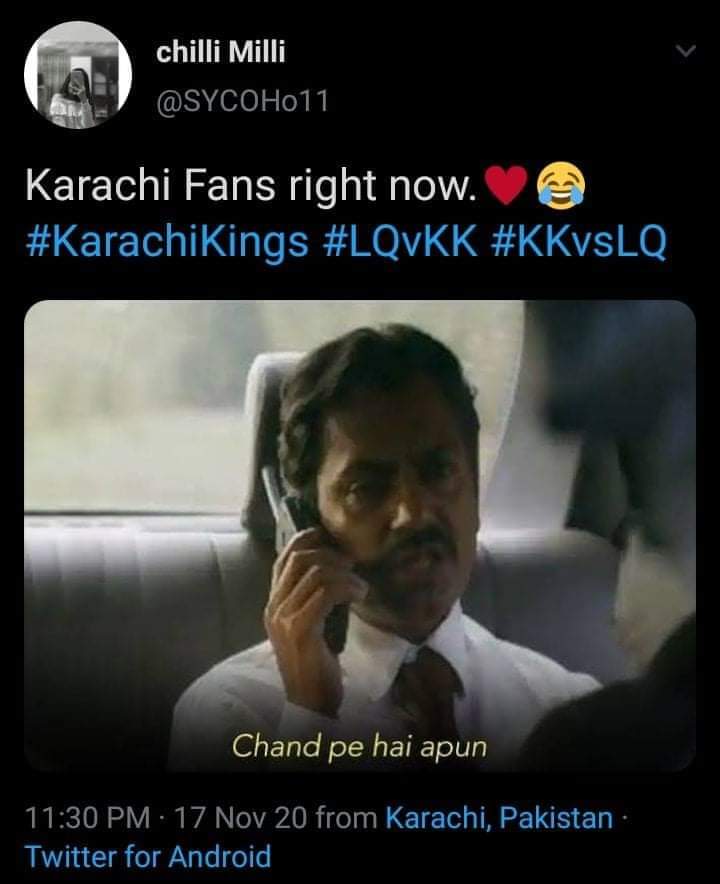 chilli Milli
@SYCOHo11
Karachi Fans right now.❤️😂
#KarachiKings #LQvKK #KKvsLQ
Chand pe hai apun
11:30 PM · 17 Nov 20 from Karachi, Pakistan ·
Twitter for Android